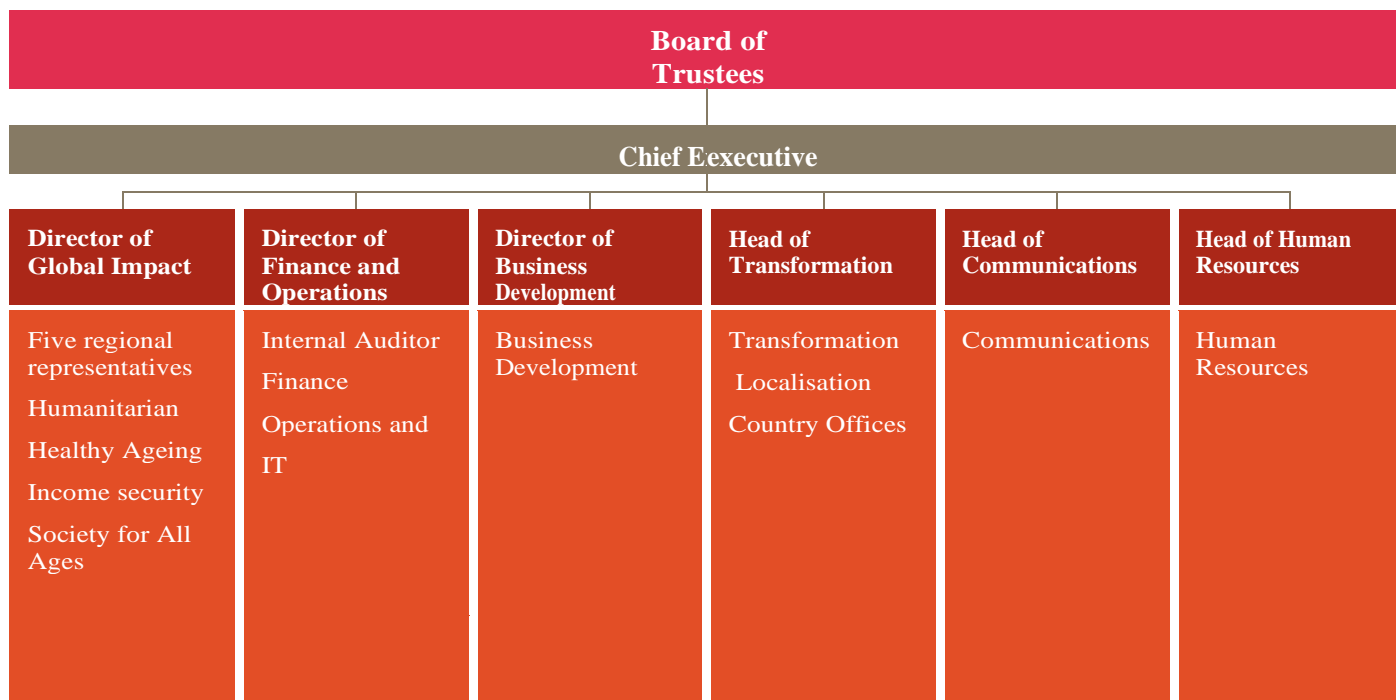 Board of
Trustees
Chief Eexecutive
Director of
Global Impact
Director of
Finance and
Operations
Director of
Business
Development
Head of
Transformation
Head of
Communications
Head of Human
Resources
Five regional
representatives
Humanitarian
Healthy Ageing
Income security
Society for All
Ages
Internal Auditor
Finance
Operations and
IT
Business
Development
Transformation
Localisation
Country Offices
Communications
Human
Resources